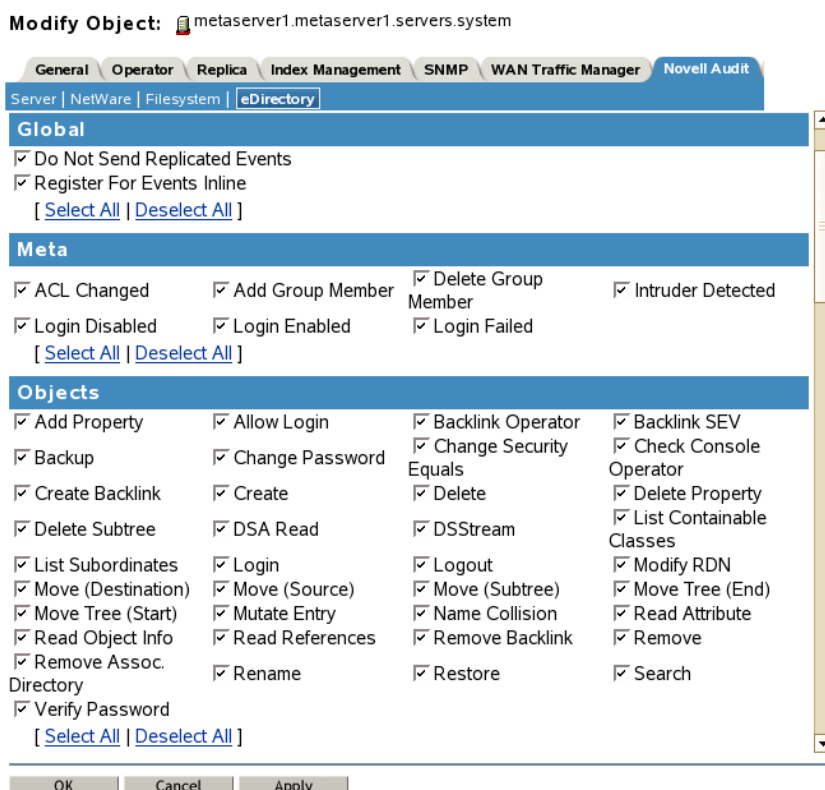 Modify Object: metaserver1.metaserver1.servers.system
General Operator Replica Index Management SNMP WAN Traffic Manager Novell Audit
Server | NetWare | Filesystem | eDirectory
Global
Do Not Send Replicated Events
Register For Events Inline
[ Select All | Deselect All ]
Meta
ACL Changed Add Group Member Delete Group Member Intruder Detected
Login Disabled Login Enabled Login Failed
[ Select All | Deselect All ]
Objects
Add Property Allow Login Backlink Operator Backlink SEV
Backup Change Password Change Security Equals Check Console Operator
Create Backlink Create Delete Delete Property
Delete Subtree DSA Read DSStream List Containable Classes
List Subordinates Login Logout Modify RDN
Move (Destination) Move (Source) Move (Subtree) Move Tree (End)
Move Tree (Start) Mutate Entry Name Collision Read Attribute
Read Object Info Read References Remove Backlink Remove
Remove Assoc. Directory Rename Restore Search
Verify Password
[ Select All | Deselect All ]
OK Cancel Apply